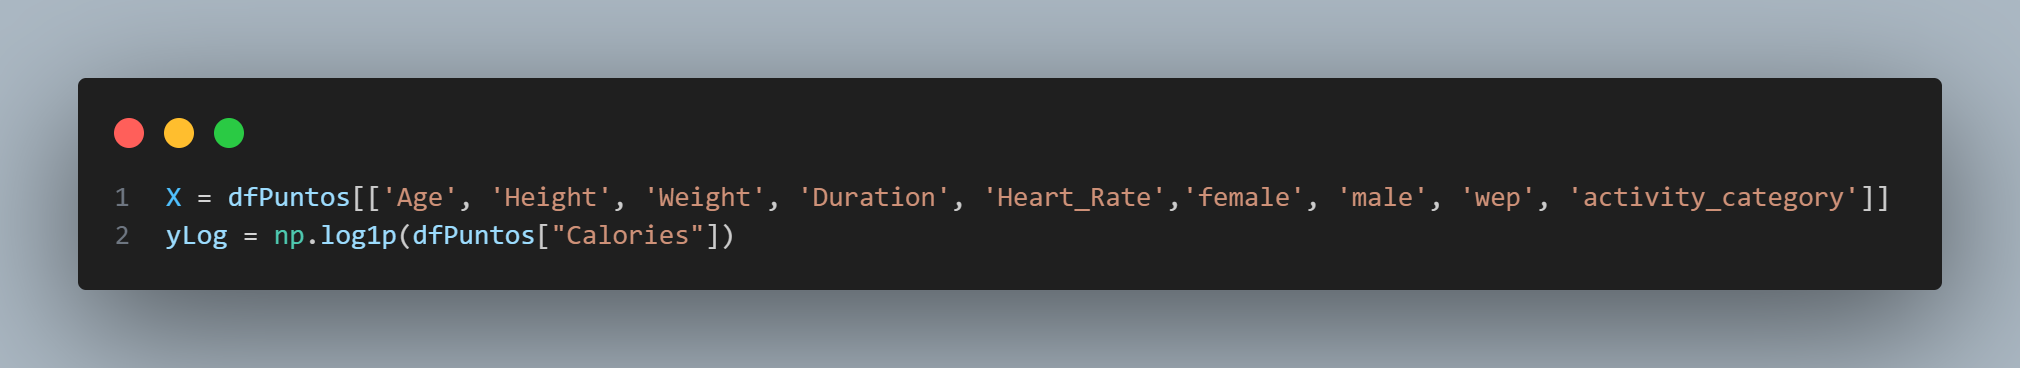 1 X = dfPuntos[['Age', 'Height', 'Weight', 'Duration', 'Heart_Rate','female', 'male', 'wep', 'activity_category']]
2 yLog = np.log1p(dfPuntos["Calories"])